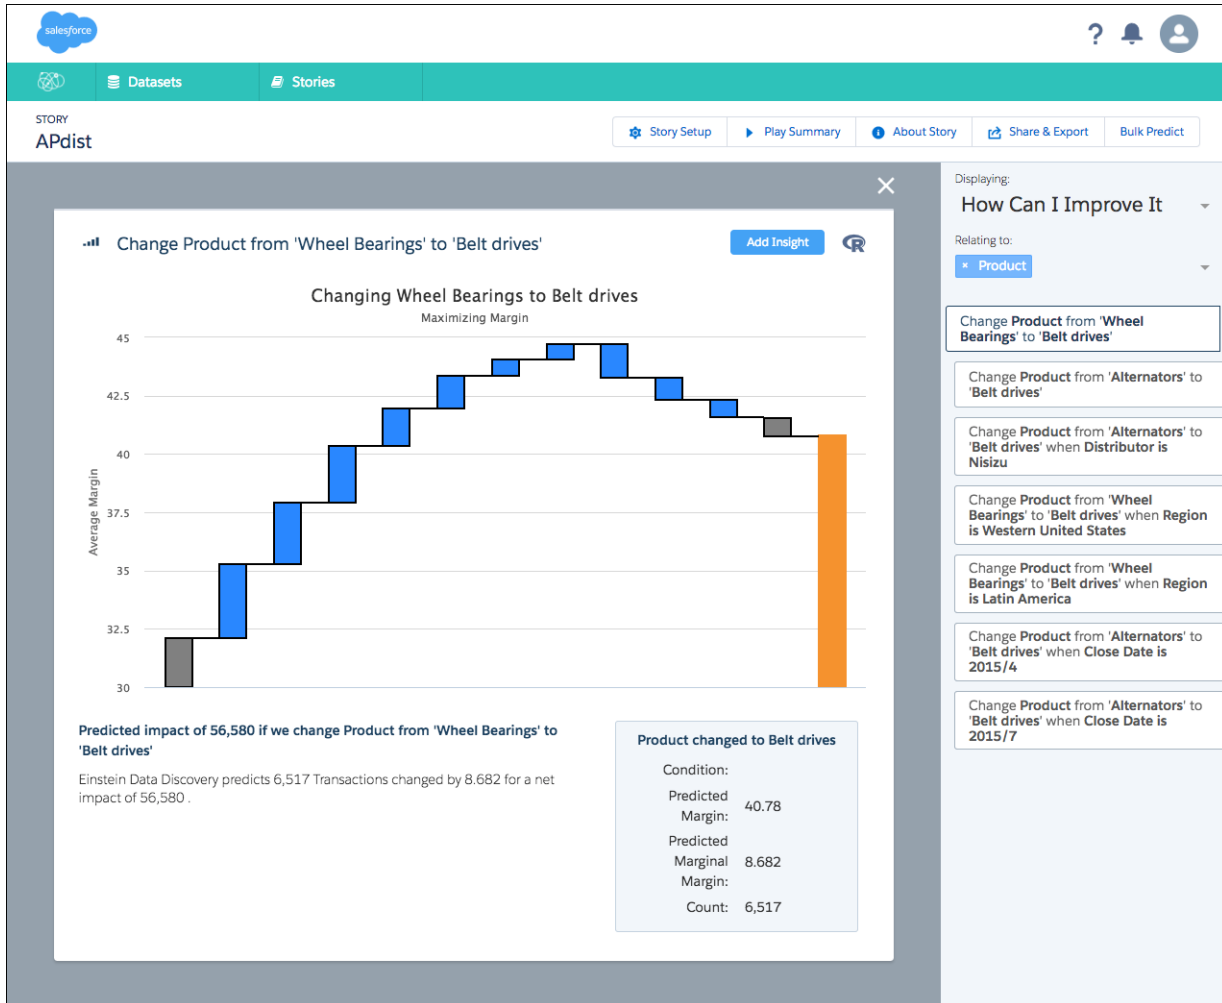 salesforce
?
Datasets
Stories
STORY
APdist
Story Setup
Play Summary
About Story
Share & Export
Bulk Predict
Change Product from 'Wheel Bearings' to 'Belt drives'
Add Insight
R
Changing Wheel Bearings to Belt drives
Maximizing Margin
45
42.5
40
37.5
35
32.5
30
Average Margin
Predicted impact of 56,580 if we change Product from 'Wheel Bearings' to
'Belt drives'
Einstein Data Discovery predicts 6,517 Transactions changed by 8.682 for a net
impact of 56,580 .
Product changed to Belt drives
Condition:
Predicted
Margin: 40.78
Predicted
Marginal 8.682
Margin:
Count: 6,517
Displaying:
How Can I Improve It
Relating to:
× Product
Change Product from 'Wheel
Bearings' to 'Belt drives'
Change Product from 'Alternators' to
'Belt drives'
Change Product from 'Alternators' to
'Belt drives' when Distributor is
Nisizu
Change Product from 'Wheel
Bearings' to 'Belt drives' when Region
is Western United States
Change Product from 'Wheel
Bearings' to 'Belt drives' when Region
is Latin America
Change Product from 'Alternators' to
'Belt drives' when Close Date is
2015/4
Change Product from 'Alternators' to
'Belt drives' when Close Date is
2015/7